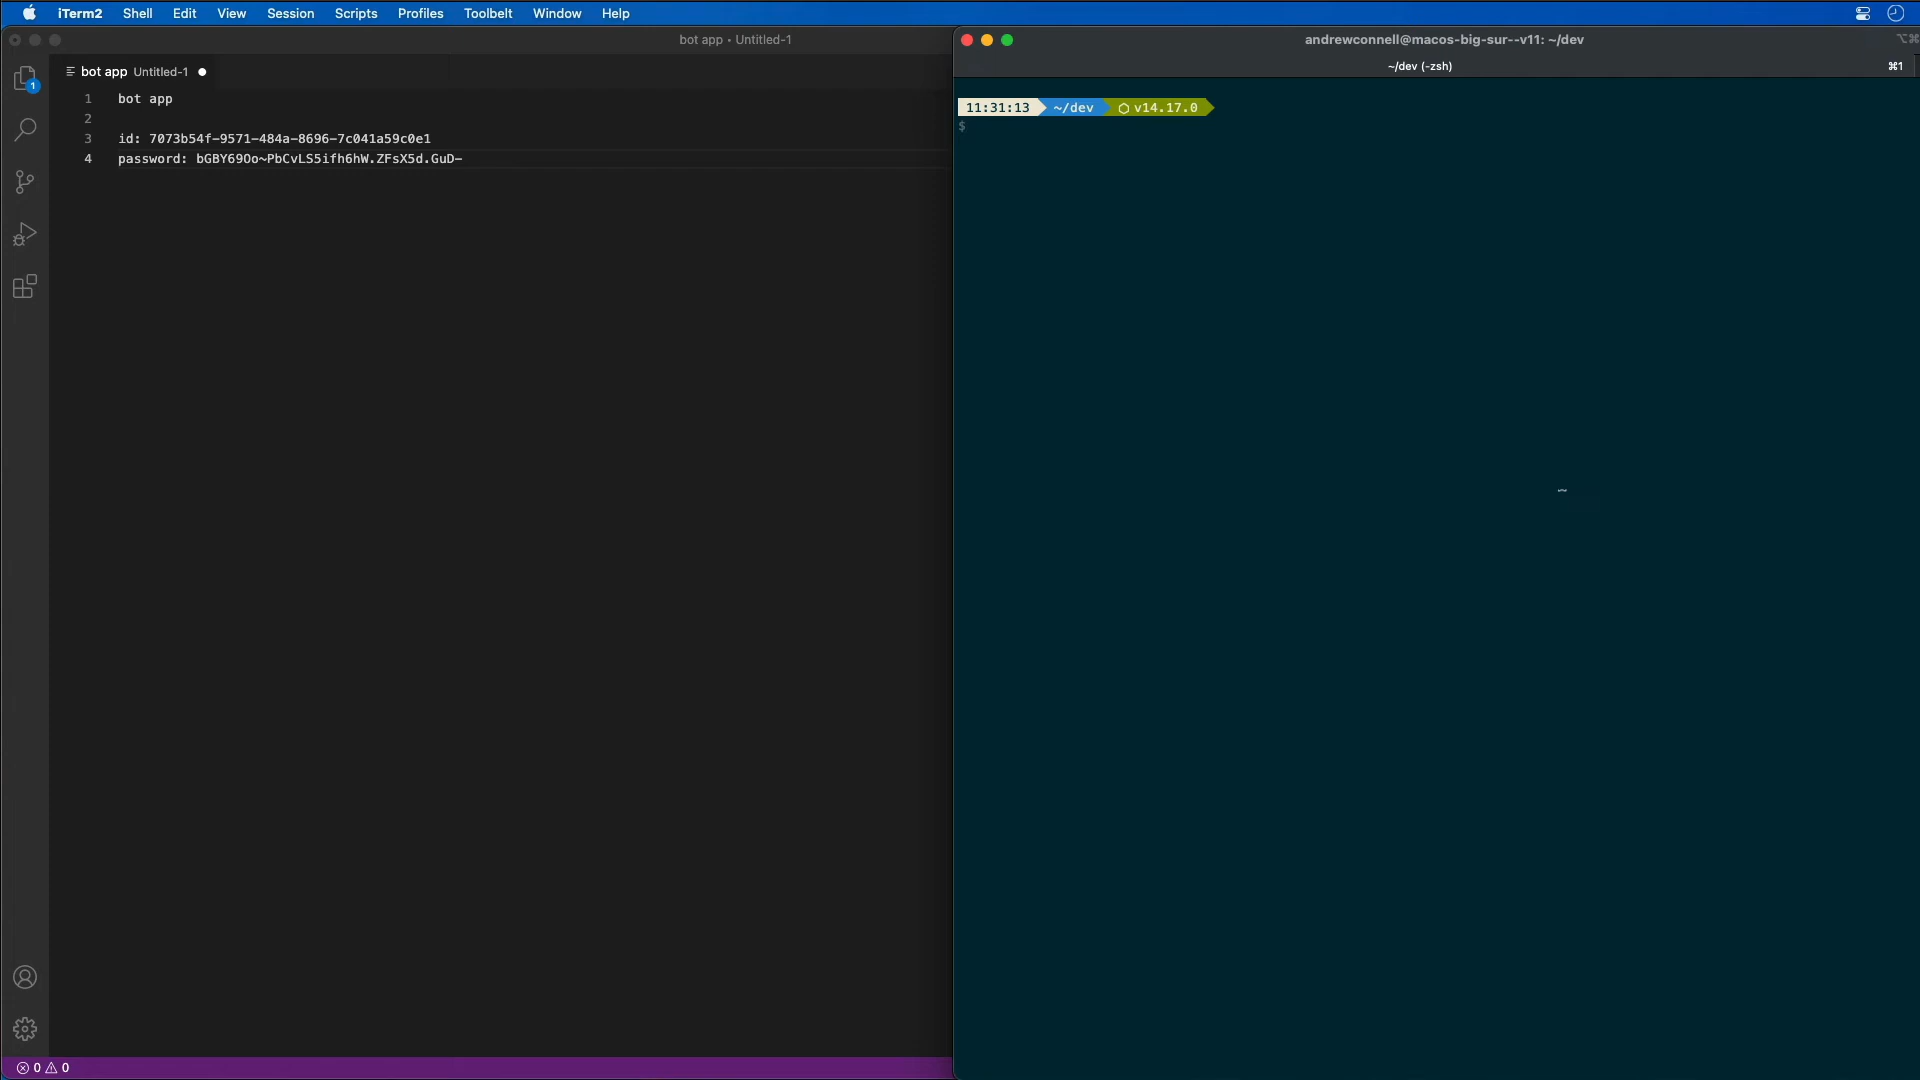 iTerm2 Shell Edit View Session Scripts Profiles Toolbelt Window Help
bot app • Untitled-1
bot app Untitled-1
1
1 bot app
2
3 id: 7073b54f-9571-484a-8696-7c041a59c0e1
4 password: bGBY69Oo~PbCvLS5ifh6hW.ZFsX5d.GuD-
0 0
andrewconnell@macos-big-sur--v11: ~/dev
⌥⌘
~/dev (-zsh)
⌘1
11:31:13 ~/dev v14.17.0
$
~